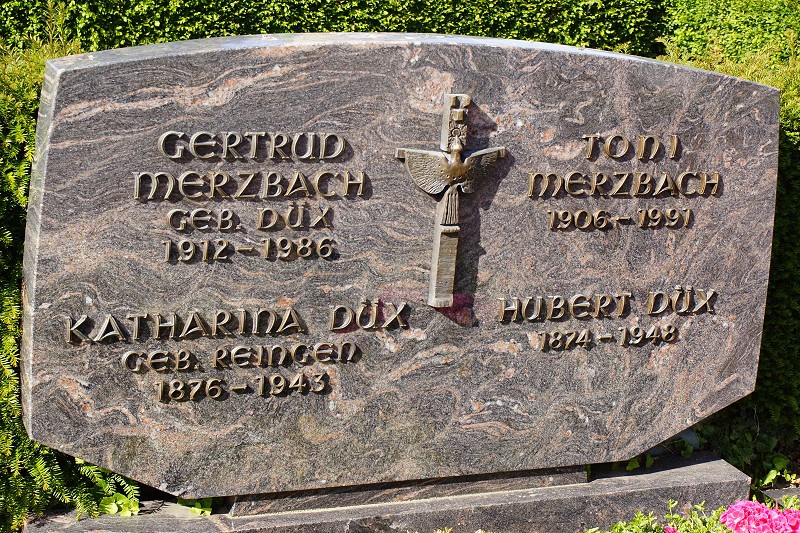 GERTRUD
MERZBACH
GEB. DÜX
1912 – 1986
TONI
MERZBACH
1906 – 1991
KATHARINA DÜX
GEB. REINGEN
1876 – 1943
HUBERT DÜX
1874 – 1948